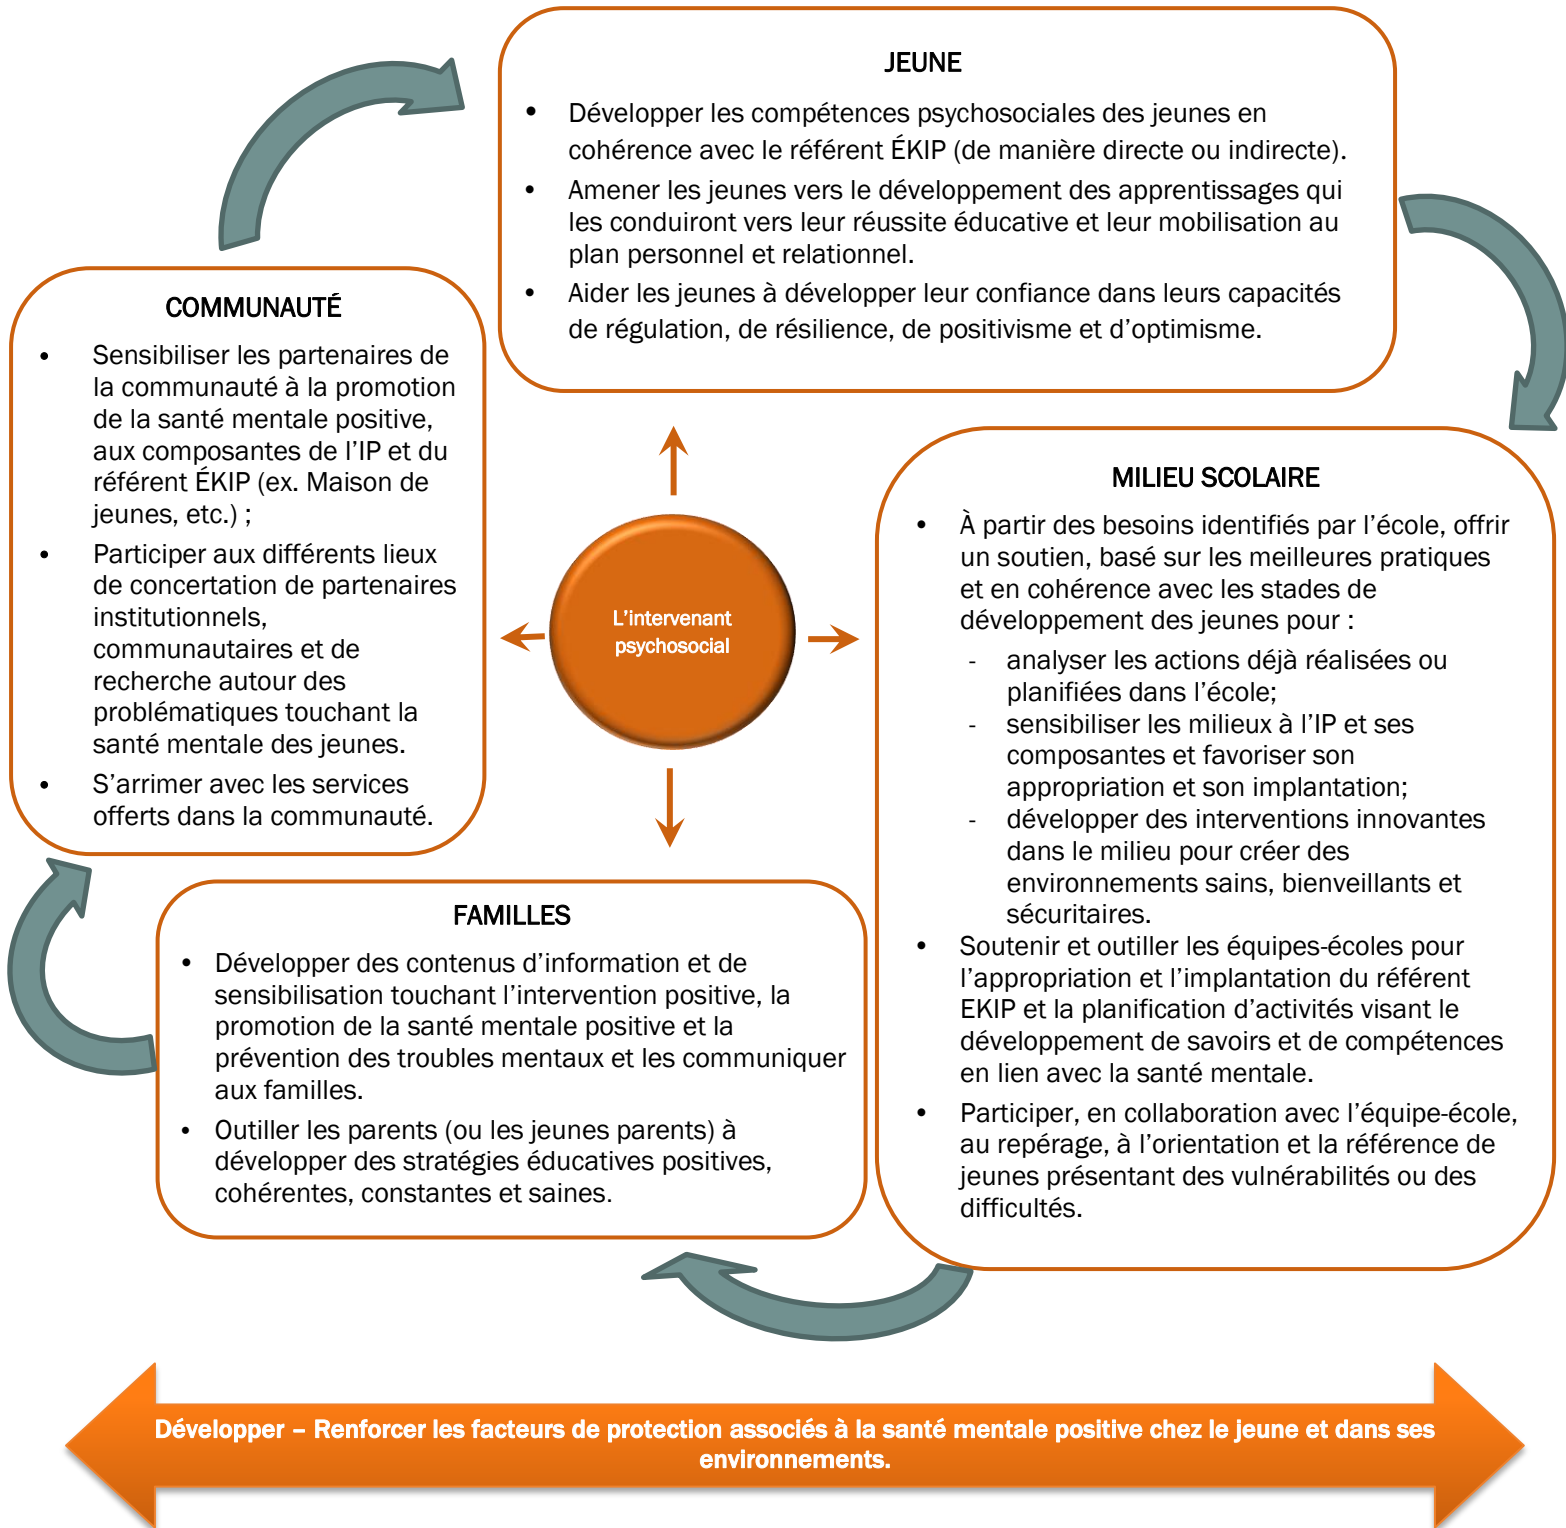 JEUNE
• Développer les compétences psychosociales des jeunes en
cohérence avec le référent ÉKIP (de manière directe ou indirecte).
• Amener les jeunes vers le développement des apprentissages qui
les conduiront vers leur réussite éducative et leur mobilisation au
plan personnel et relationnel.
• Aider les jeunes à développer leur confiance dans leurs capacités
de régulation, de résilience, de positivisme et d’optimisme.
COMMUNAUTÉ
• Sensibiliser les partenaires de
la communauté à la promotion
de la santé mentale positive,
aux composantes de l’IP et du
référent ÉKIP (ex. Maison de
jeunes, etc.) ;
• Participer aux différents lieux
de concertation de partenaires
institutionnels,
communautaires et de
recherche autour des
problématiques touchant la
santé mentale des jeunes.
• S’arrimer avec les services
offerts dans la communauté.
L’intervenant
psychosocial
MILIEU SCOLAIRE
• À partir des besoins identifiés par l’école, offrir
un soutien, basé sur les meilleures pratiques
et en cohérence avec les stades de
développement des jeunes pour :
- analyser les actions déjà réalisées ou
planifiées dans l’école;
- sensibiliser les milieux à l’IP et ses
composantes et favoriser son
appropriation et son implantation;
- développer des interventions innovantes
dans le milieu pour créer des
environnements sains, bienveillants et
sécuritaires.
• Soutenir et outiller les équipes-écoles pour
l’appropriation et l’implantation du référent
EKIP et la planification d’activités visant le
développement de savoirs et de compétences
en lien avec la santé mentale.
• Participer, en collaboration avec l’équipe-école,
au repérage, à l’orientation et la référence de
jeunes présentant des vulnérabilités ou des
difficultés.
FAMILLES
• Développer des contenus d’information et de
sensibilisation touchant l’intervention positive, la
promotion de la santé mentale positive et la
prévention des troubles mentaux et les communiquer
aux familles.
• Outiller les parents (ou les jeunes parents) à
développer des stratégies éducatives positives,
cohérentes, constantes et saines.
Développer – Renforcer les facteurs de protection associés à la santé mentale positive chez le jeune et dans ses
environnements.